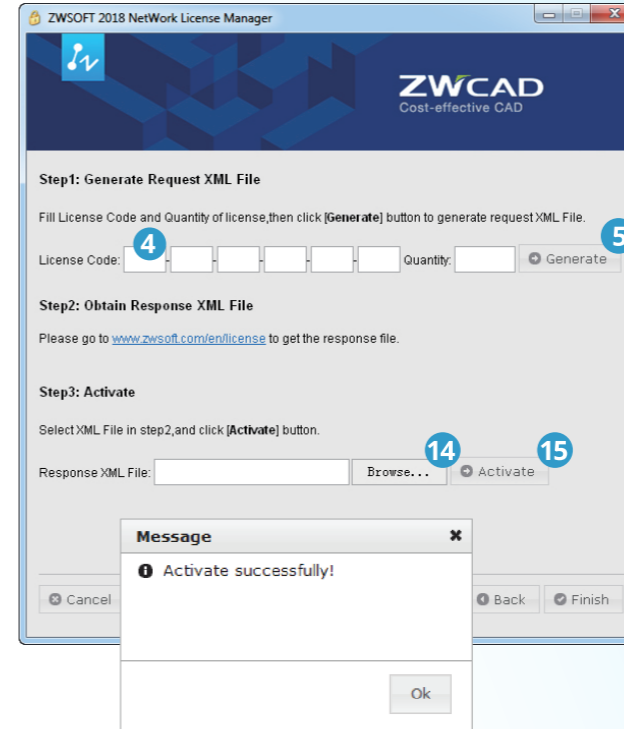 ZWSOFT 2018 NetWork License Manager
ZWCAD
Cost-effective CAD
Step1: Generate Request XML File
Fill License Code and Quantity of license,then click [Generate] button to generate request XML File.
4
5
License Code: - - - - - Quantity: Generate
Step2: Obtain Response XML File
Please go to www.zwsoft.com/en/license to get the response file.
Step3: Activate
Select XML File in step2,and click [Activate] button.
14 15
Response XML File: Browse... Activate
Message
Activate successfully!
Cancel Back Finish
Ok